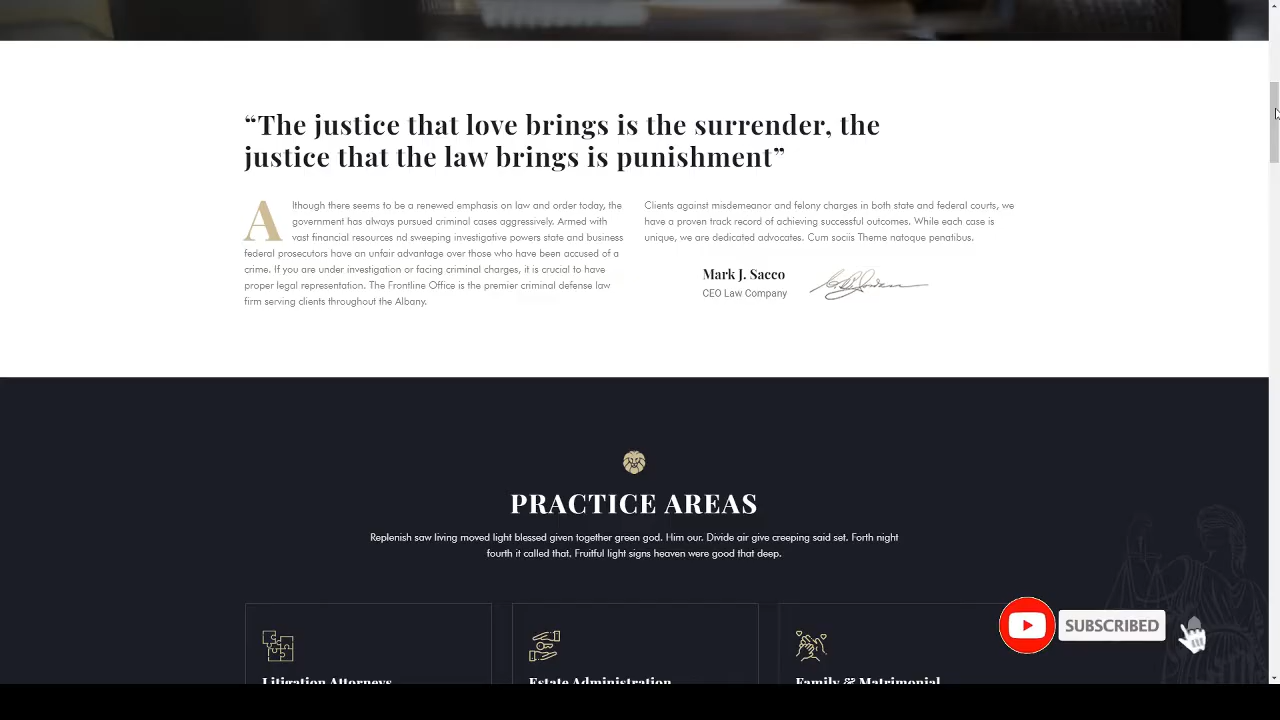 “The justice that love brings is the surrender, the
justice that the law brings is punishment”
Although there seems to be a renewed emphasis on law and order today, the
government has always pursued criminal cases aggressively. Armed with
vast financial resources nd sweeping investigative powers state and business
federal prosecutors have an unfair advantage over those who have been accused of a
crime. If you are under investigation or facing criminal charges, it is crucial to have
proper legal representation. The Frontline Office is the premier criminal defense law
firm serving clients throughout the Albany.
Clients against misdemeanor and felony charges in both state and federal courts, we
have a proven track record of achieving successful outcomes. While each case is
unique, we are dedicated advocates. Cum sociis Theme natoque penatibus.
Mark J. Sacco
CEO Law Company
PRACTICE AREAS
Replenish saw living moved light blessed given together green god. Him our. Divide air give creeping said set. Forth night
fourth it called that. Fruitful light signs heaven were good that deep.
SUBSCRIBED
Litigation Attorneys
Estate Administration
Family & Matrimonial